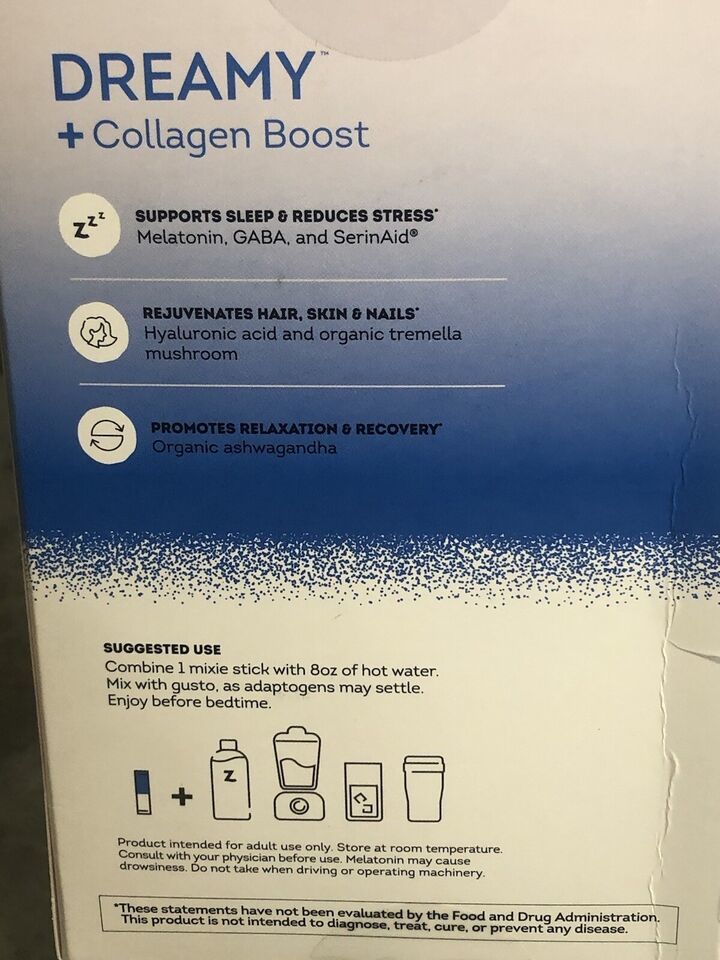 DREAMY™
+ Collagen Boost
zzz
SUPPORTS SLEEP & REDUCES STRESS*
Melatonin, GABA, and SerinAid®
REJUVENATES HAIR, SKIN & NAILS*
Hyaluronic acid and organic tremella
mushroom
PROMOTES RELAXATION & RECOVERY*
Organic ashwagandha
SUGGESTED USE
Combine 1 mixie stick with 8oz of hot water.
Mix with gusto, as adaptogens may settle.
Enjoy before bedtime.
+
z
Product intended for adult use only. Store at room temperature.
Consult with your physician before use. Melatonin may cause
drowsiness. Do not take when driving or operating machinery.
*These statements have not been evaluated by the Food and Drug Administration.
This product is not intended to diagnose, treat, cure, or prevent any disease.